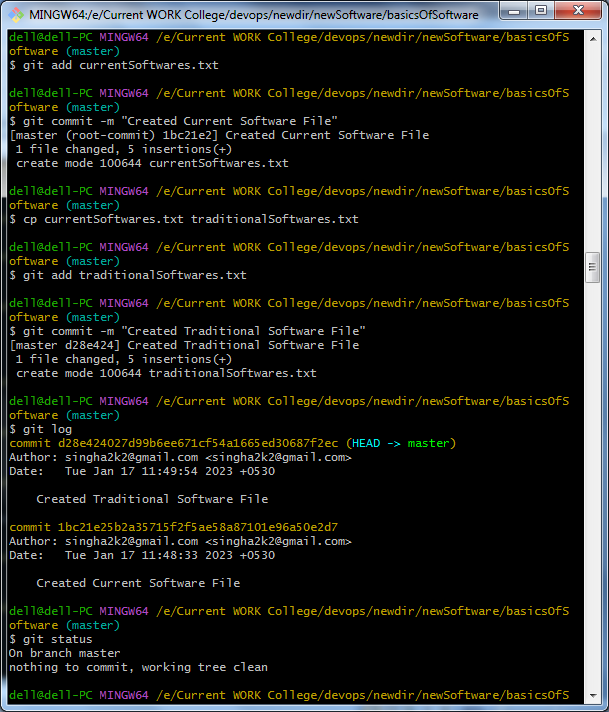 MINGW64:/e/Current WORK College/devops/newdir/newSoftware/basicsOfSoftware
dell@dell-PC MINGW64 /e/Current WORK College/devops/newdir/newSoftware/basicsOfS
oftware (master)
$ git add currentSoftwares.txt
dell@dell-PC MINGW64 /e/Current WORK College/devops/newdir/newSoftware/basicsOfS
oftware (master)
$ git commit -m "Created Current Software File"
[master (root-commit) 1bc21e2] Created Current Software File
 1 file changed, 5 insertions(+)
 create mode 100644 currentSoftwares.txt
dell@dell-PC MINGW64 /e/Current WORK College/devops/newdir/newSoftware/basicsOfS
oftware (master)
$ cp currentSoftwares.txt traditionalSoftwares.txt
dell@dell-PC MINGW64 /e/Current WORK College/devops/newdir/newSoftware/basicsOfS
oftware (master)
$ git add traditionalSoftwares.txt
dell@dell-PC MINGW64 /e/Current WORK College/devops/newdir/newSoftware/basicsOfS
oftware (master)
$ git commit -m "Created Traditional Software File"
[master d28e424] Created Traditional Software File
 1 file changed, 5 insertions(+)
 create mode 100644 traditionalSoftwares.txt
dell@dell-PC MINGW64 /e/Current WORK College/devops/newdir/newSoftware/basicsOfS
oftware (master)
$ git log
commit d28e424027d99b6ee671cf54a1665ed30687f2ec (HEAD -> master)
Author: singha2k2@gmail.com <singha2k2@gmail.com>
Date:   Tue Jan 17 11:49:54 2023 +0530
    Created Traditional Software File
commit 1bc21e25b2a35715f2f5ae58a87101e96a50e2d7
Author: singha2k2@gmail.com <singha2k2@gmail.com>
Date:   Tue Jan 17 11:48:33 2023 +0530
    Created Current Software File
dell@dell-PC MINGW64 /e/Current WORK College/devops/newdir/newSoftware/basicsOfS
oftware (master)
$ git status
On branch master
nothing to commit, working tree clean
dell@dell-PC MINGW64 /e/Current WORK College/devops/newdir/newSoftware/basicsOfS